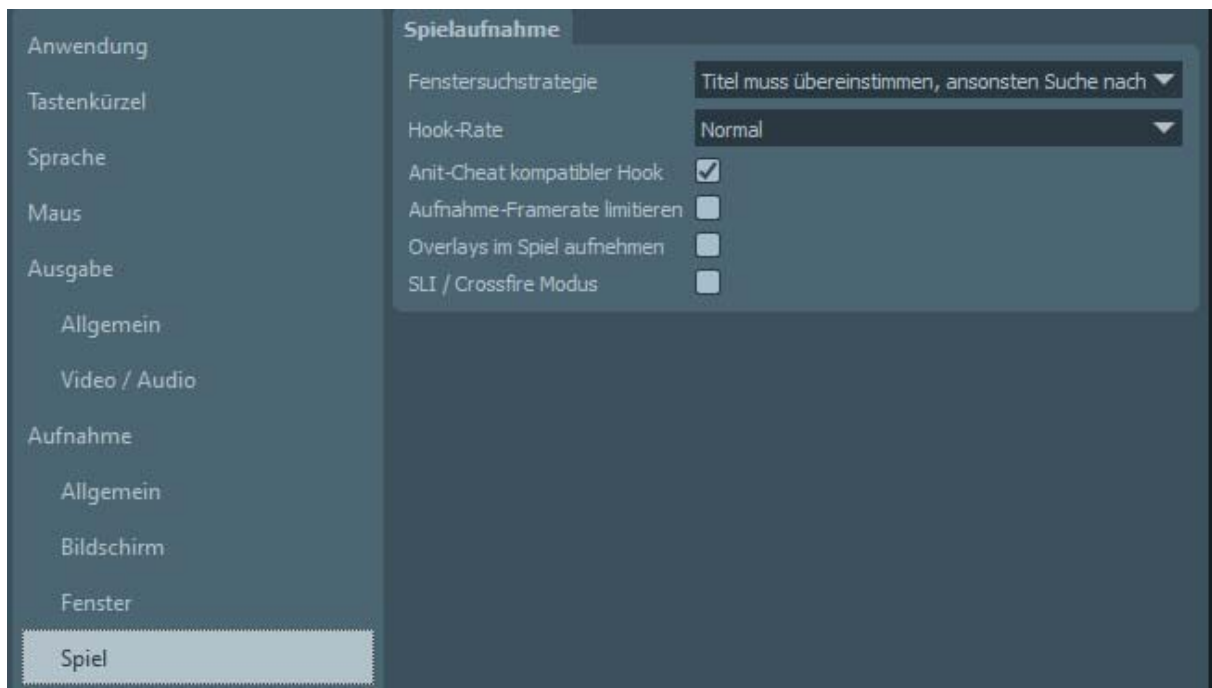 Anwendung
Tastenkürzel
Sprache
Maus
Ausgabe
Allgemein
Video / Audio
Aufnahme
Allgemein
Bildschirm
Fenster
Spiel
Spielaufnahme
Fenstersuchstrategie Titel muss übereinstimmen, ansonsten Suche nach
Hook-Rate Normal
Anit-Cheat kompatibler Hook
Aufnahme-Framerate limitieren
Overlays im Spiel aufnehmen
SLI / Crossfire Modus